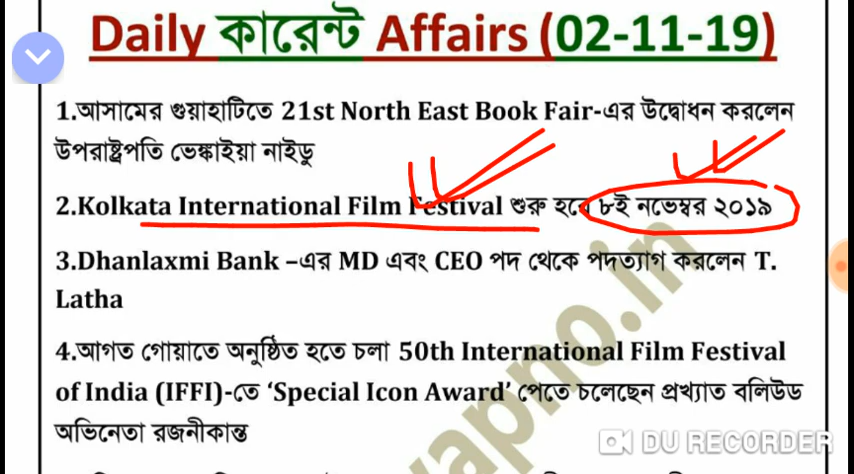 Daily কারেন্ট Affairs (02-11-19)
1.আসামের গুয়াহাটিতে 21st North East Book Fair-এর উদ্বোধন করলেন
উপরাষ্ট্রপতি ভেঙ্কাইয়া নাইডু
2.Kolkata International Film Festival শুরু হবে ৮ই নভেম্বর ২০১৯
3.Dhanlaxmi Bank –এর MD এবং CEO পদ থেকে পদত্যাগ করলেন T.
Latha
4.আগত গোয়াতে অনুষ্ঠিত হতে চলা 50th International Film Festival
of India (IFFI)-তে ‘Special Icon Award’ পেতে চলেছেন প্রখ্যাত বলিউড
অভিনেতা রজনীকান্ত
DU RECORDER